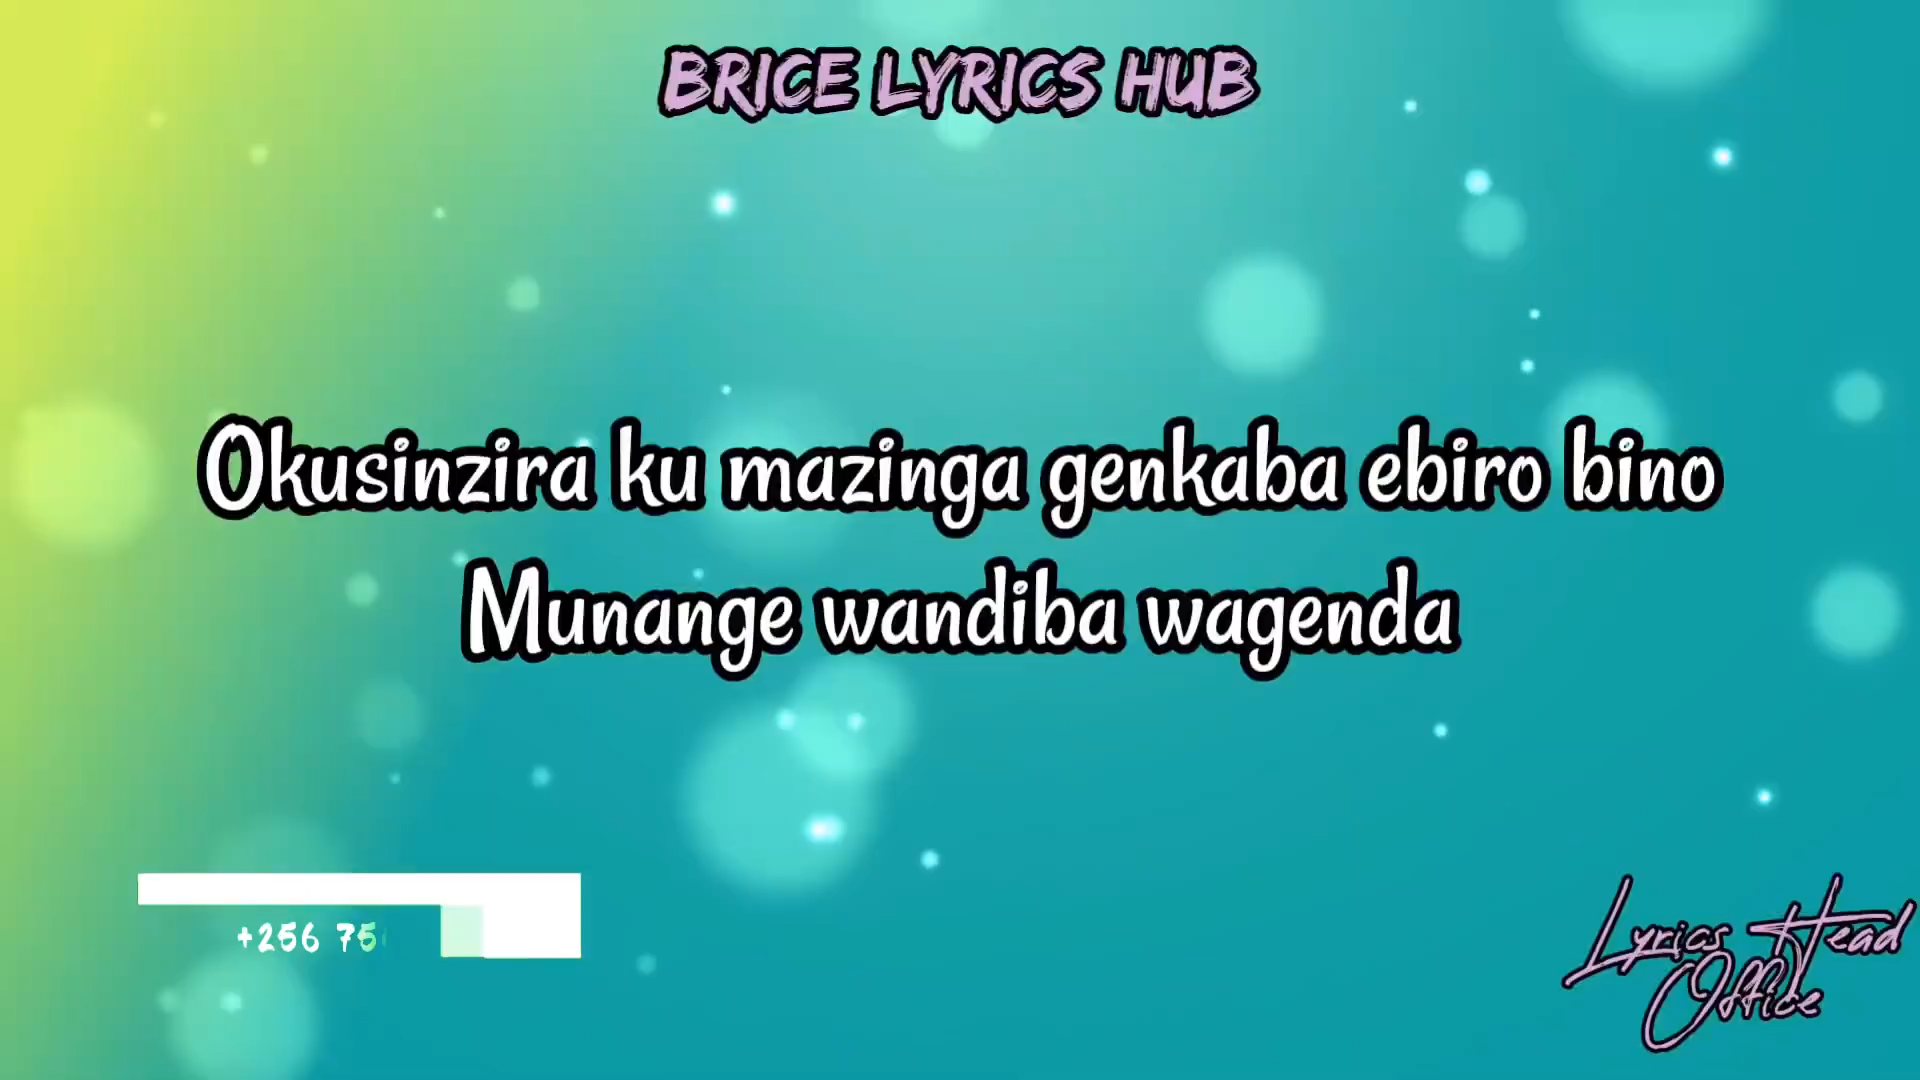 BRICE LYRICS HUB
Okusinzira ku mazinga genkaba ebiro bino
Munange wandiba wagenda
+256 75
Lyrics Head
Office